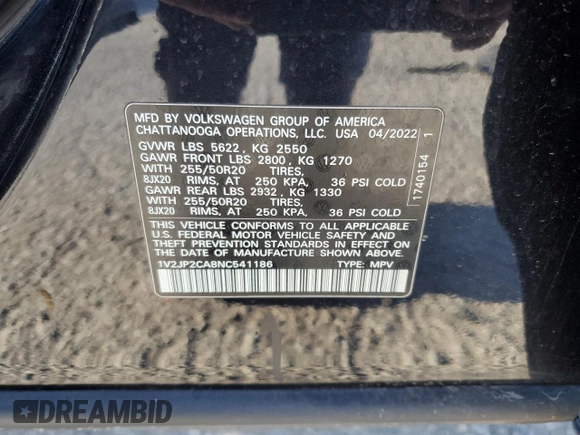 MFD BY VOLKSWAGEN GROUP OF AMERICA
CHATTANOOGA OPERATIONS, LLC. USA 04/2022
GVWR LBS 5622, KG 2550
GAWR FRONT LBS 2800, KG 1270
WITH 255/50R20 TIRES,
8JX20 RIMS, AT 250 KPA, 36 PSI COLD
GAWR REAR LBS 2932, KG 1330
WITH 255/50R20 TIRES,
8JX20 RIMS, AT 250 KPA, 36 PSI COLD
THIS VEHICLE CONFORMS TO ALL APPLICABLE
U.S. FEDERAL MOTOR VEHICLE SAFETY AND
THEFT PREVENTION STANDARDS IN EFFECT ON
THE DATE OF MANUFACTURE SHOWN ABOVE.
1V2JP2CA8NC541186 TYPE: MPV
1740154 1
DREAMBID